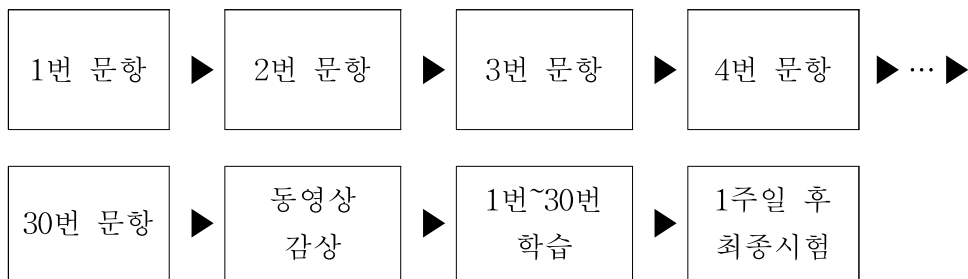 1번 문항 ▶ 2번 문항 ▶ 3번 문항 ▶ 4번 문항 ▶ … ▶
30번 문항 ▶ 동영상 감상 ▶ 1번~30번 학습 ▶ 1주일 후 최종시험